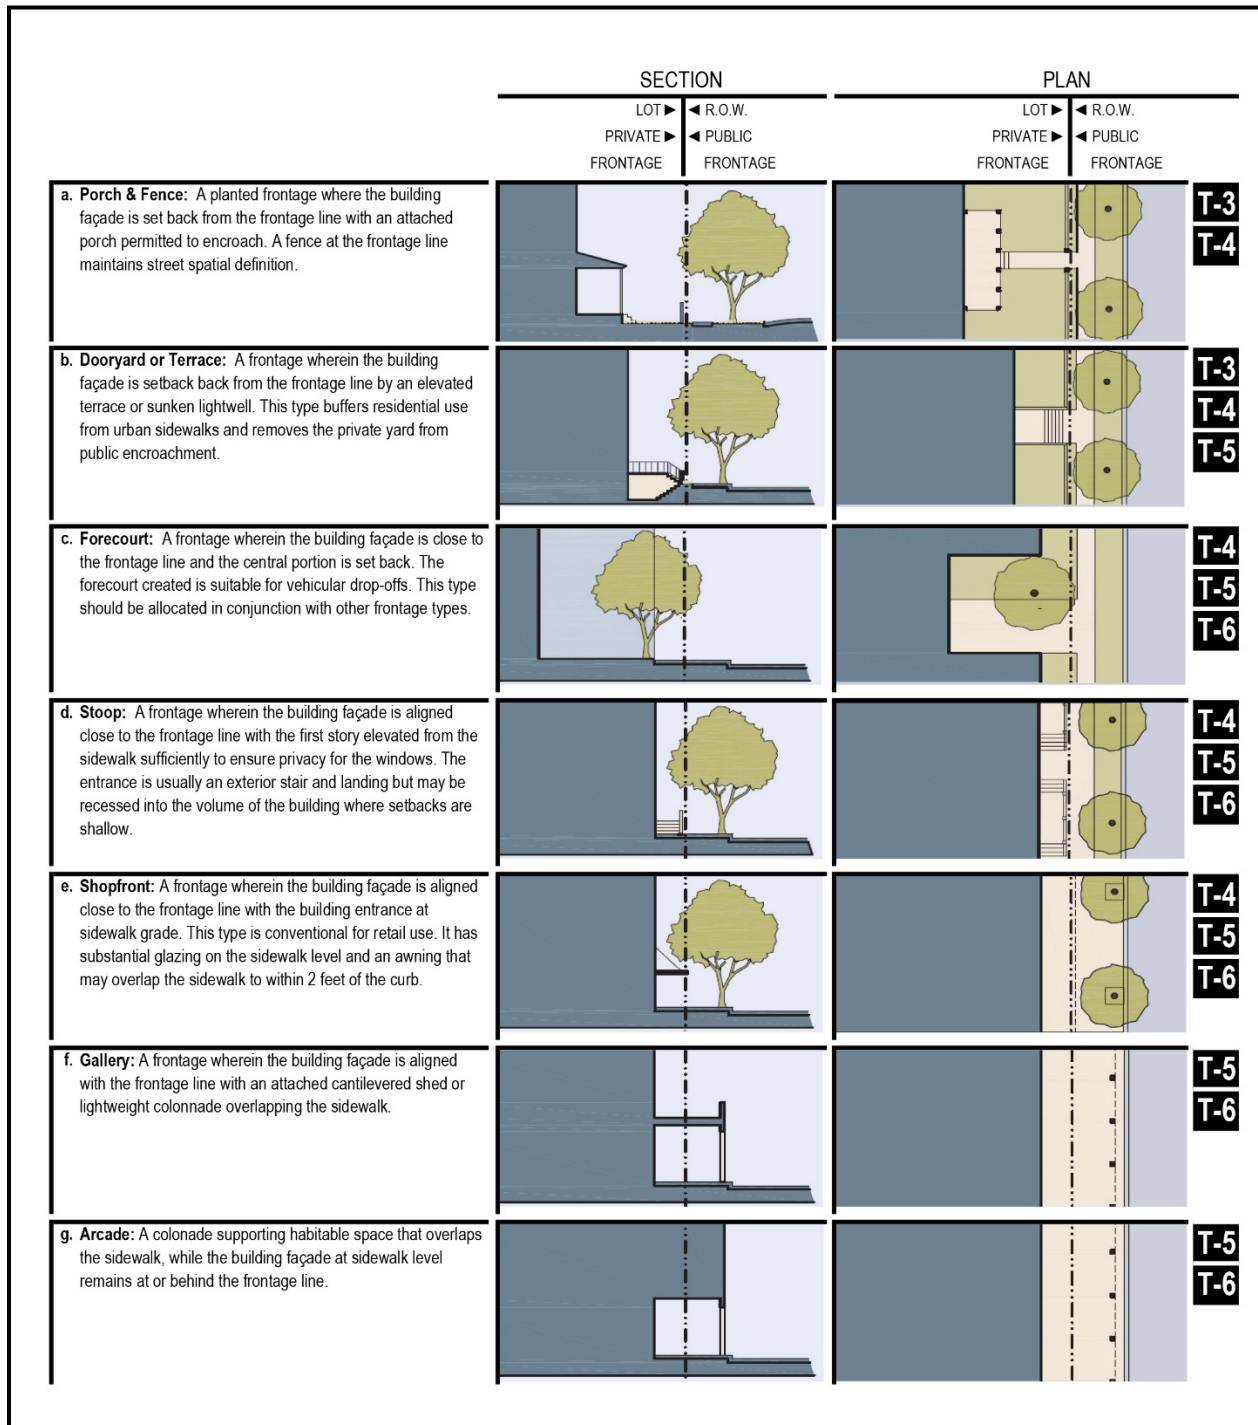 SECTION
PLAN
LOT ► ◄ R.O.W.
PRIVATE ► ◄ PUBLIC
FRONTAGE FRONTAGE
LOT ► ◄ R.O.W.
PRIVATE ► ◄ PUBLIC
FRONTAGE FRONTAGE
a. Porch & Fence: A planted frontage where the building
façade is set back from the frontage line with an attached
porch permitted to encroach. A fence at the frontage line
maintains street spatial definition.
T-3
T-4
b. Dooryard or Terrace: A frontage wherein the building
façade is setback back from the frontage line by an elevated
terrace or sunken lightwell. This type buffers residential use
from urban sidewalks and removes the private yard from
public encroachment.
T-3
T-4
T-5
c. Forecourt: A frontage wherein the building façade is close to
the frontage line and the central portion is set back. The
forecourt created is suitable for vehicular drop-offs. This type
should be allocated in conjunction with other frontage types.
T-4
T-5
T-6
d. Stoop: A frontage wherein the building façade is aligned
close to the frontage line with the first story elevated from the
sidewalk sufficiently to ensure privacy for the windows. The
entrance is usually an exterior stair and landing but may be
recessed into the volume of the building where setbacks are
shallow.
T-4
T-5
T-6
e. Shopfront: A frontage wherein the building façade is aligned
close to the frontage line with the building entrance at
sidewalk grade. This type is conventional for retail use. It has
substantial glazing on the sidewalk level and an awning that
may overlap the sidewalk to within 2 feet of the curb.
T-4
T-5
T-6
f. Gallery: A frontage wherein the building façade is aligned
with the frontage line with an attached cantilevered shed or
lightweight colonnade overlapping the sidewalk.
T-5
T-6
g. Arcade: A colonade supporting habitable space that overlaps
the sidewalk, while the building façade at sidewalk level
remains at or behind the frontage line.
T-5
T-6